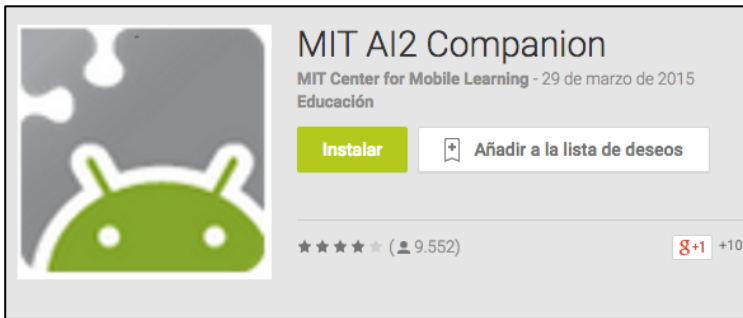 MIT AI2 Companion
MIT Center for Mobile Learning - 29 de marzo de 2015
Educación
Instalar
Añadir a la lista de deseos
(9.552)
g+1 +10